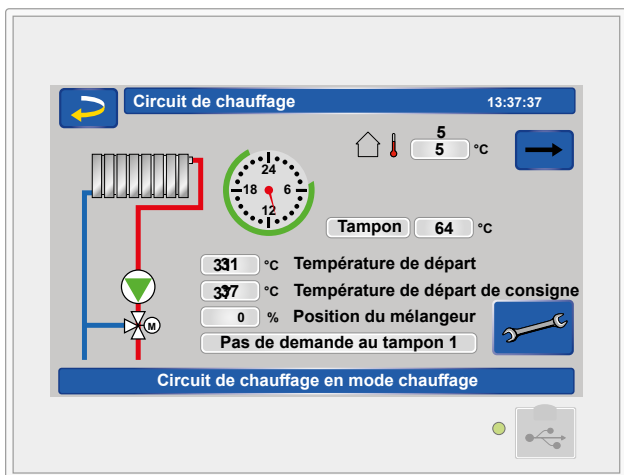 Circuit de chauffage 13:37:37
5
5 °C
24
18 6
12
Tampon 64 °C
°C Température de départ
°C Température de départ de consigne
M
0 % Position du mélangeur
Pas de demande au tampon 1
Circuit de chauffage en mode chauffage